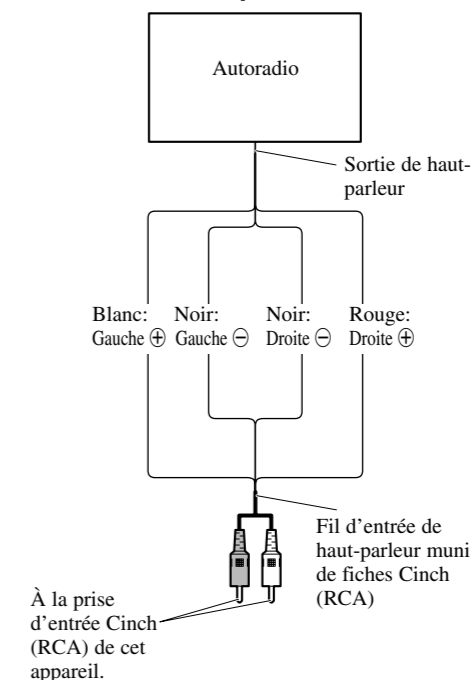 Autoradio
Sortie de haut-
parleur
Blanc:
Gauche ⊕
Noir:
Gauche ⊖
Noir:
Droite ⊖
Rouge:
Droite ⊕
Fil d’entrée de
haut-parleur muni
de fiches Cinch
(RCA)
À la prise
d’entrée Cinch
(RCA) de cet
appareil.